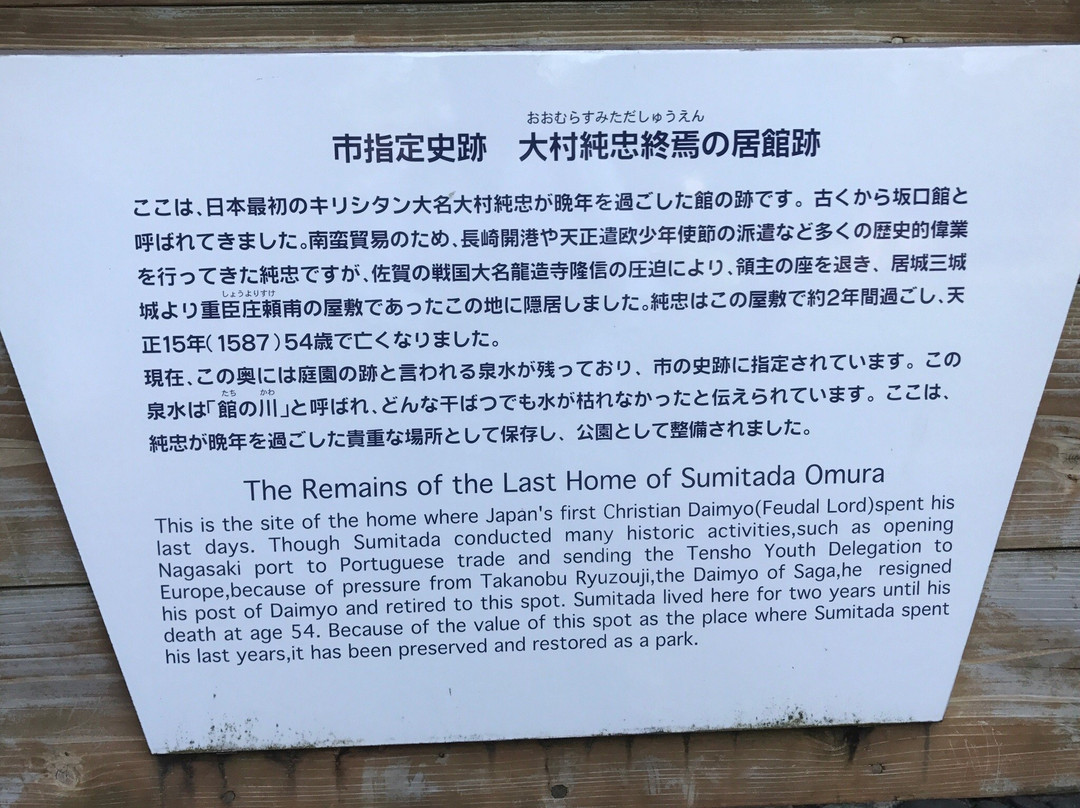 おおむらすみただしゅうえん
市指定史跡　大村純忠終焉の居館跡
ここは、日本最初のキリシタン大名大村純忠が晩年を過ごした館の跡です。古くから坂口館と
呼ばれてきました。南蛮貿易のため、長崎開港や天正遣欧少年使節の派遣など多くの歴史的偉業
を行ってきた純忠ですが、佐賀の戦国大名龍造寺隆信の圧迫により、領主の座を退き、居城三城
しょうよりすけ
城より重臣庄頼甫の屋敷であったこの地に隠居しました。純忠はこの屋敷で約2年間過ごし、天
正15年(1587)54歳で亡くなりました。
現在、この奥には庭園の跡と言われる泉水が残っており、市の史跡に指定されています。この
たち かわ
泉水は「館の川」と呼ばれ、どんな干ばつでも水が枯れなかったと伝えられています。ここは、
純忠が晩年を過ごした貴重な場所として保存し、公園として整備されました。
The Remains of the Last Home of Sumitada Omura
This is the site of the home where Japan's first Christian Daimyo(Feudal Lord)spent his
last days. Though Sumitada conducted many historic activities,such as opening
Nagasaki port to Portuguese trade and sending the Tensho Youth Delegation to
Europe,because of pressure from Takanobu Ryuzouji,the Daimyo of Saga,he resigned
his post of Daimyo and retired to this spot. Sumitada lived here for two years until his
death at age 54. Because of the value of this spot as the place where Sumitada spent
his last years,it has been preserved and restored as a park.